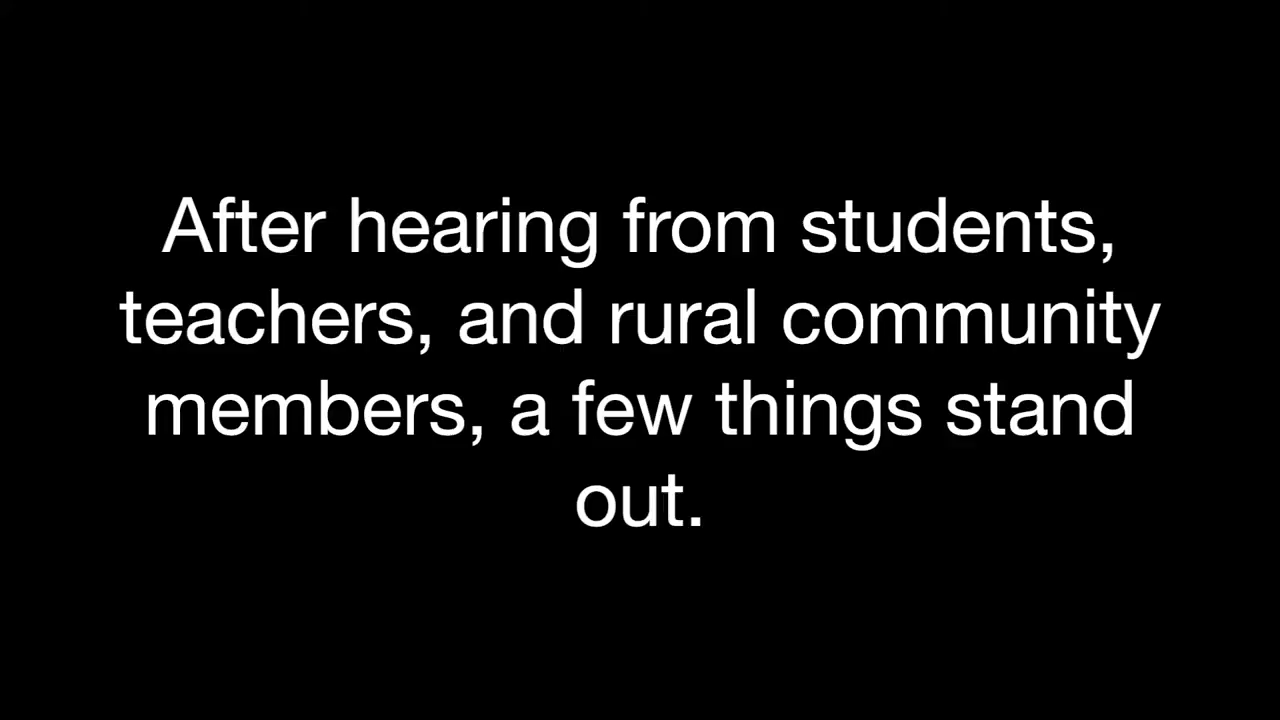 After hearing from students,
teachers, and rural community
members, a few things stand
out.